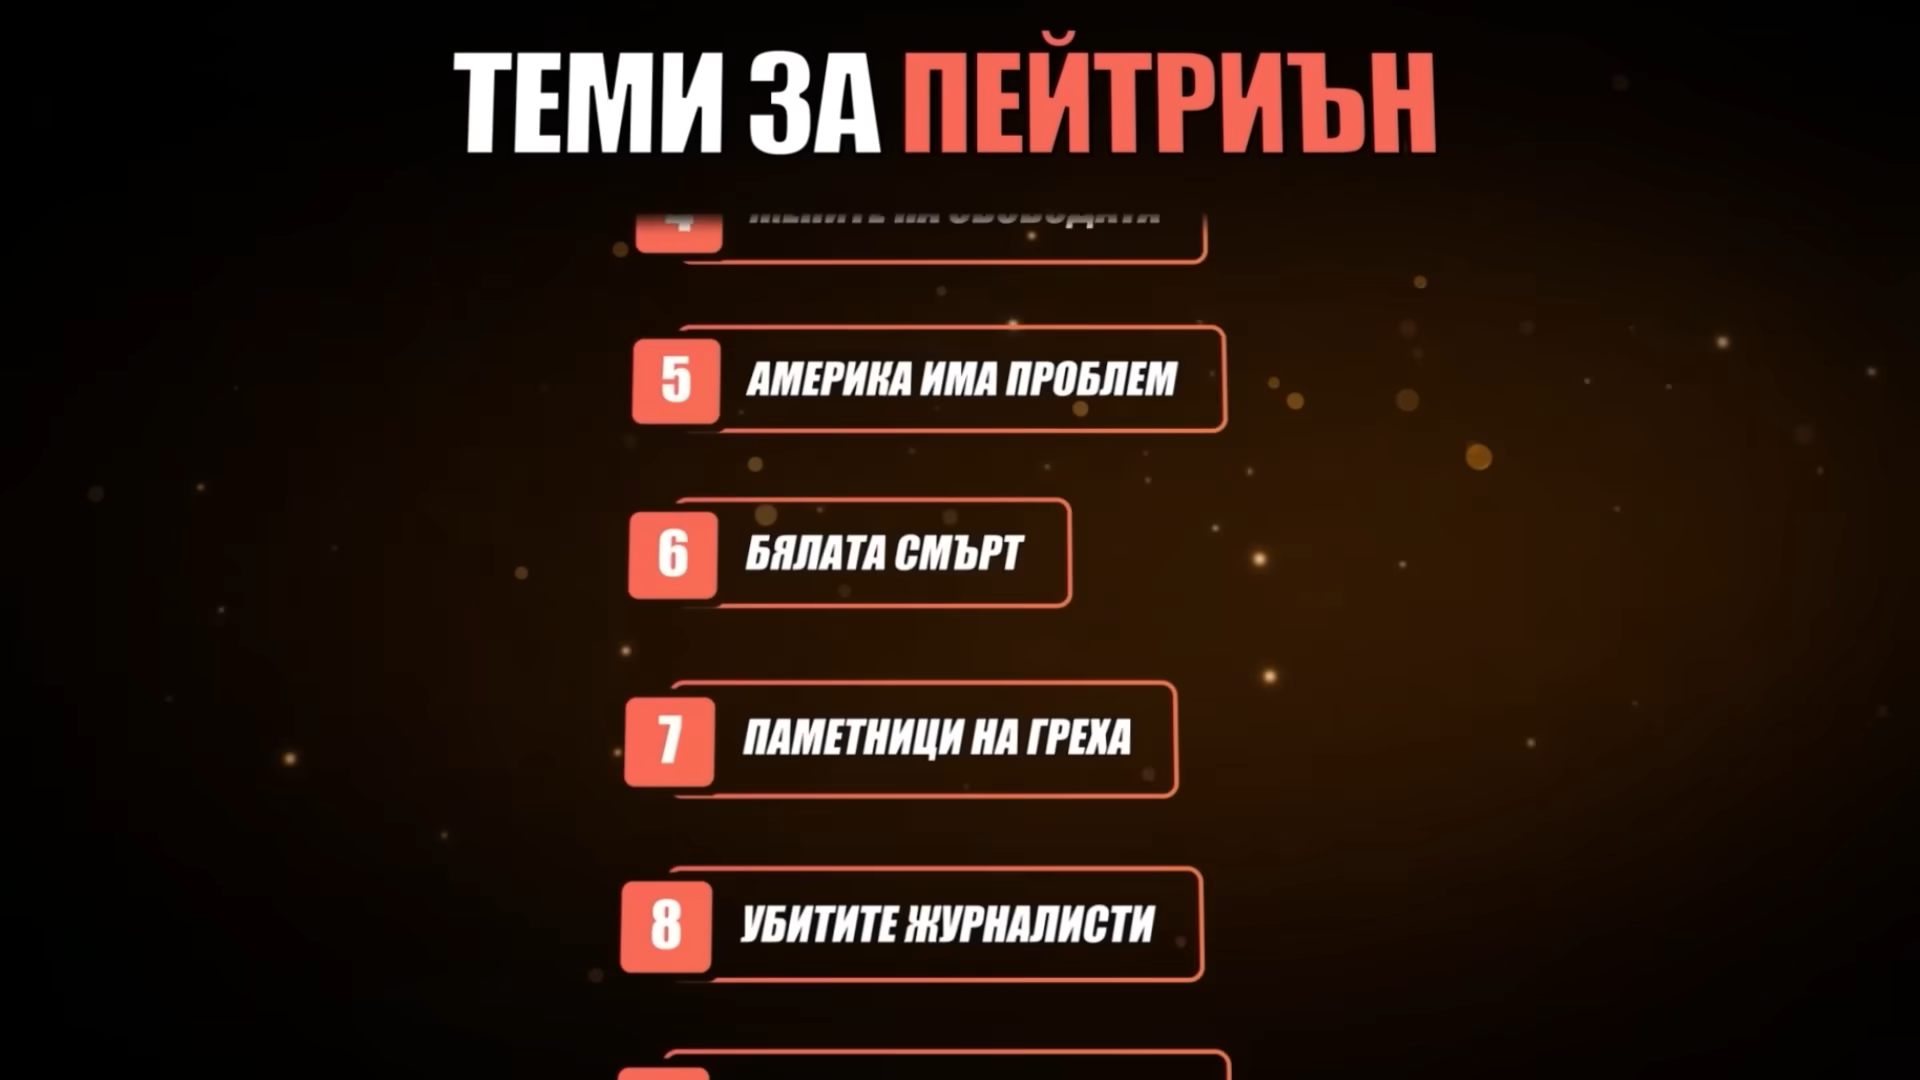 ТЕМИ ЗА ПЕЙТРИЪН
5 АМЕРИКА ИМА ПРОБЛЕМ
6 БЯЛАТА СМЪРТ
7 ПАМЕТНИЦИ НА ГРЕХА
8 УБИТИТЕ ЖУРНАЛИСТИ